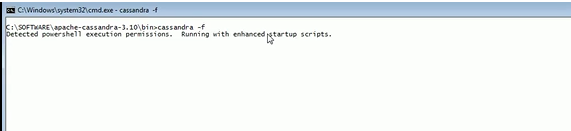 C:\Windows\system32\cmd.exe - cassandra -f
C:\SOFTWARE\apache-cassandra-3.10\bin>cassandra -f
Detected powershell execution permissions.  Running with enhanced startup scripts.